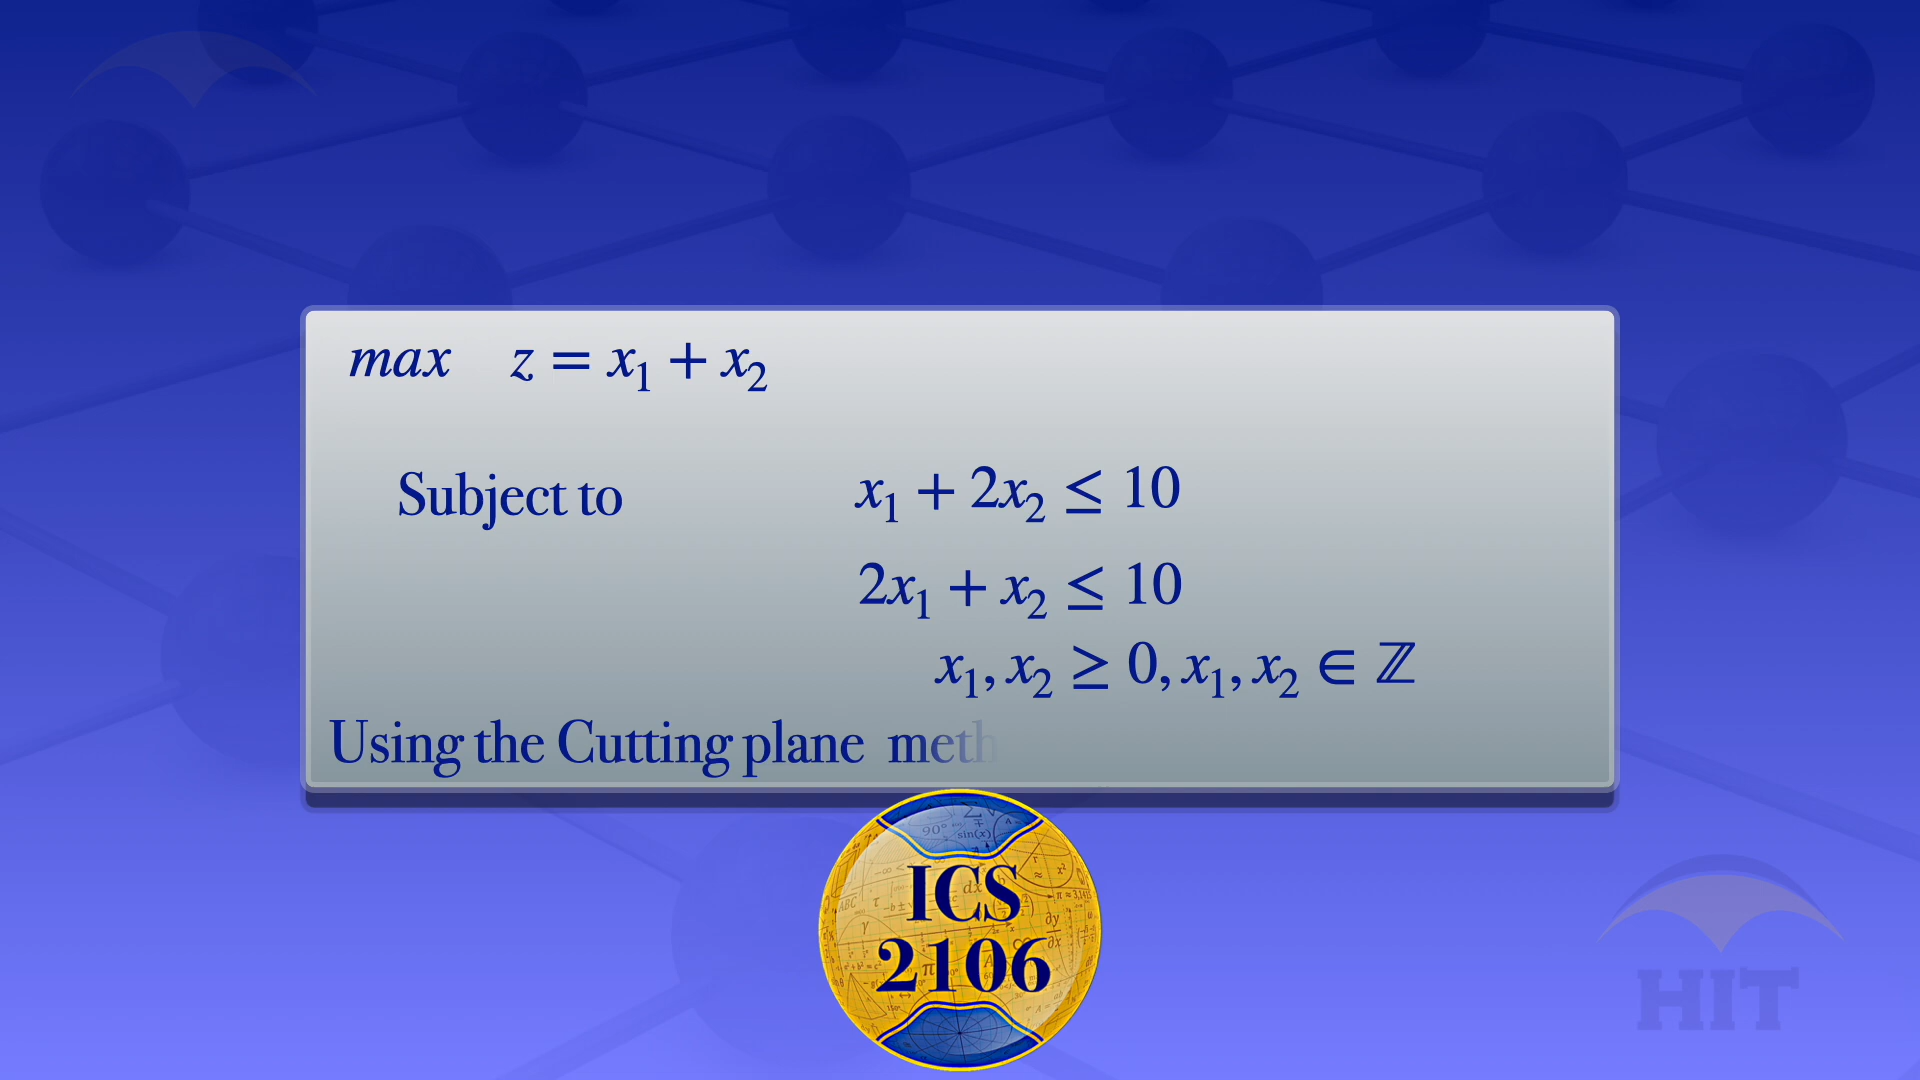 max z = x₁ + x₂
Subject to x₁ + 2x₂ ≤ 10
2x₁ + x₂ ≤ 10
x₁, x₂ ≥ 0, x₁, x₂ ∈ ℤ
Using the Cutting plane meth
ICS
2106
HIT